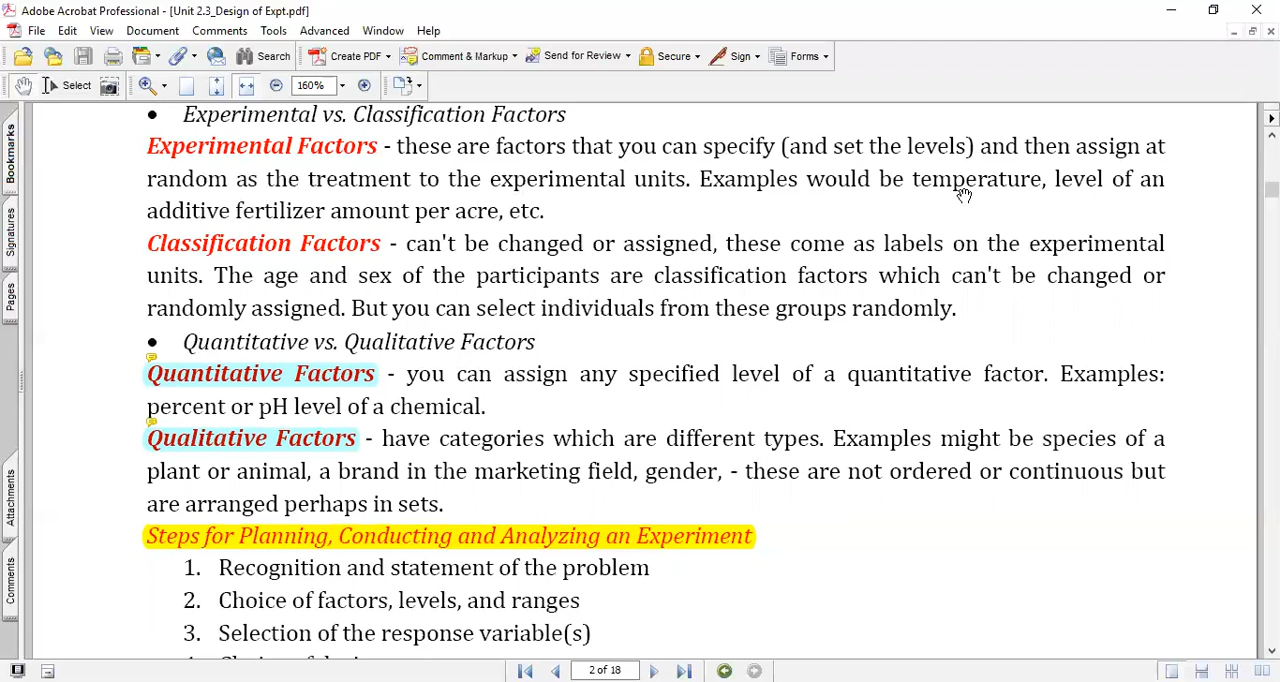 Adobe Acrobat Professional - [Unit 2.3_Design of Expt.pdf]
File Edit View Document Comments Tools Advanced Window Help
Search Create PDF Comment & Markup Send for Review Secure Sign Forms
Select 160%
• Experimental vs. Classification Factors
Experimental Factors - these are factors that you can specify (and set the levels) and then assign at
random as the treatment to the experimental units. Examples would be temperature, level of an
additive fertilizer amount per acre, etc.
Classification Factors - can't be changed or assigned, these come as labels on the experimental
units. The age and sex of the participants are classification factors which can't be changed or
randomly assigned. But you can select individuals from these groups randomly.
• Quantitative vs. Qualitative Factors
Quantitative Factors - you can assign any specified level of a quantitative factor. Examples:
percent or pH level of a chemical.
Qualitative Factors - have categories which are different types. Examples might be species of a
plant or animal, a brand in the marketing field, gender, - these are not ordered or continuous but
are arranged perhaps in sets.
Steps for Planning, Conducting and Analyzing an Experiment
1. Recognition and statement of the problem
2. Choice of factors, levels, and ranges
3. Selection of the response variable(s)
Bookmarks
Signatures
Pages
Attachments
Comments
2 of 18